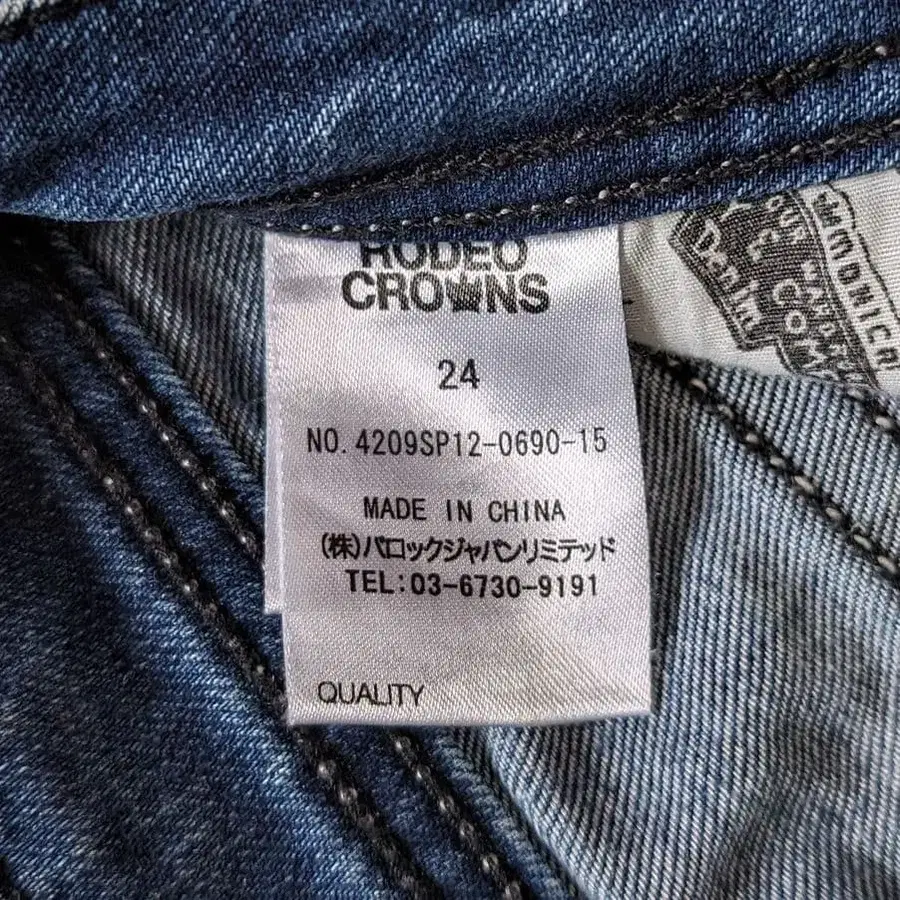 RODEO
CROWNS
24
NO. 4209SP12-0690-15
MADE IN CHINA
(株)バロックジャパンリミテッド
TEL:03-6730-9191
QUALITY
Denim